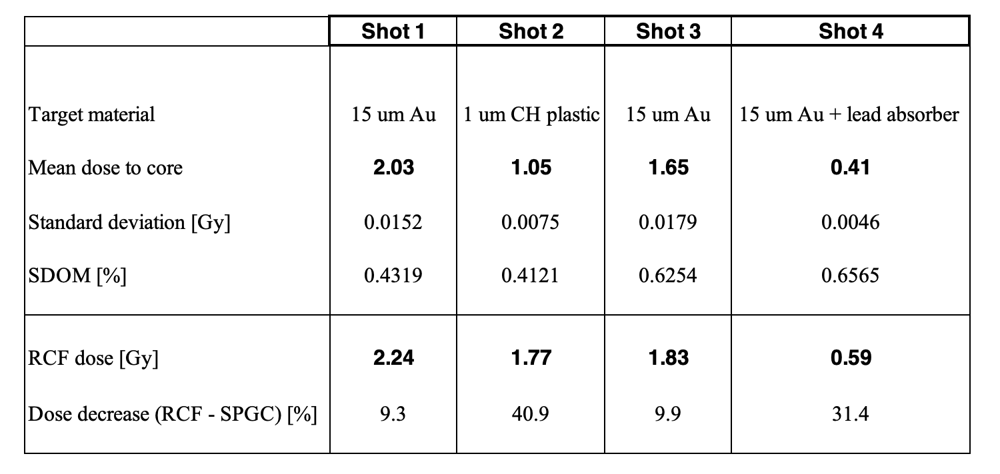 Shot 1 Shot 2 Shot 3 Shot 4
Target material 15 um Au 1 um CH plastic 15 um Au 15 um Au + lead absorber
Mean dose to core 2.03 1.05 1.65 0.41
Standard deviation [Gy] 0.0152 0.0075 0.0179 0.0046
SDOM [%] 0.4319 0.4121 0.6254 0.6565
RCF dose [Gy] 2.24 1.77 1.83 0.59
Dose decrease (RCF - SPGC) [%] 9.3 40.9 9.9 31.4